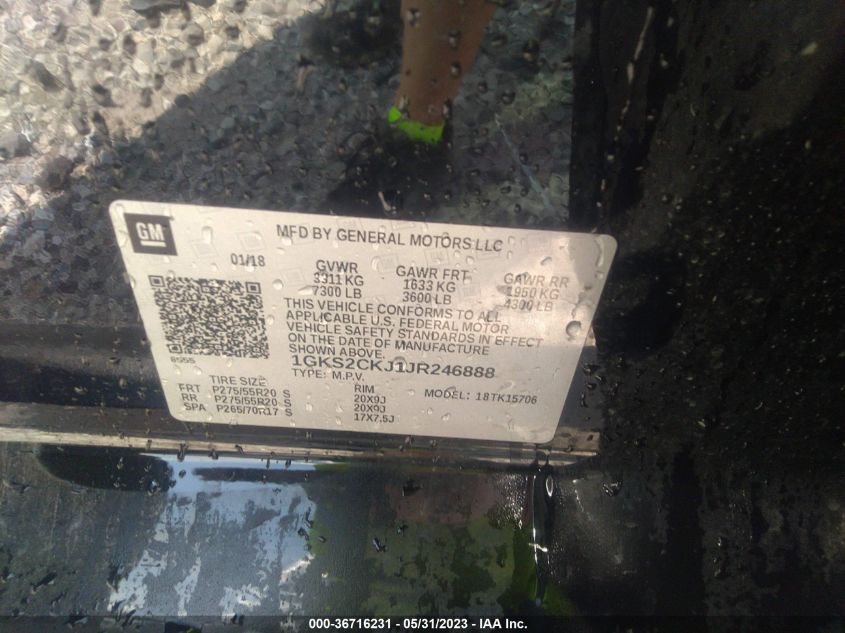 GM
MFD BY GENERAL MOTORS LLC
01/18
GVWR GAWR FRT GAWR RR
3311 KG 1633 KG 1950 KG
7300 LB 3600 LB 4300 LB
THIS VEHICLE CONFORMS TO ALL
APPLICABLE U.S. FEDERAL MOTOR
VEHICLE SAFETY STANDARDS IN EFFECT
ON THE DATE OF MANUFACTURE
SHOWN ABOVE.
8555
1GKS2CKJ1JR246888
TYPE: M.P.V. MODEL: 18TK15706
TIRE SIZE RIM
FRT P275/55R20 S 20X9J
RR P275/55R20 S 20X9J
SPA P265/70R17 S 17X7.5J
000-36716231 - 05/31/2023 - IAA Inc.